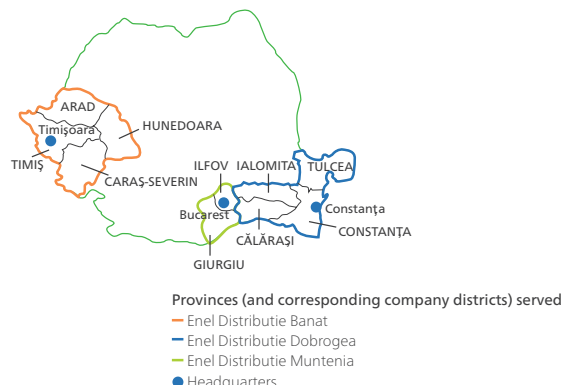 ARAD
Timişoara
HUNEDOARA
TIMIŞ
CARAŞ-SEVERIN
ILFOV
IALOMITA
TULCEA
Bucarest
Constanţa
CONSTANŢA
CĂLĂRAŞI
GIURGIU
Provinces (and corresponding company districts) served
Enel Distributie Banat
Enel Distributie Dobrogea
Enel Distributie Muntenia
Headquarters